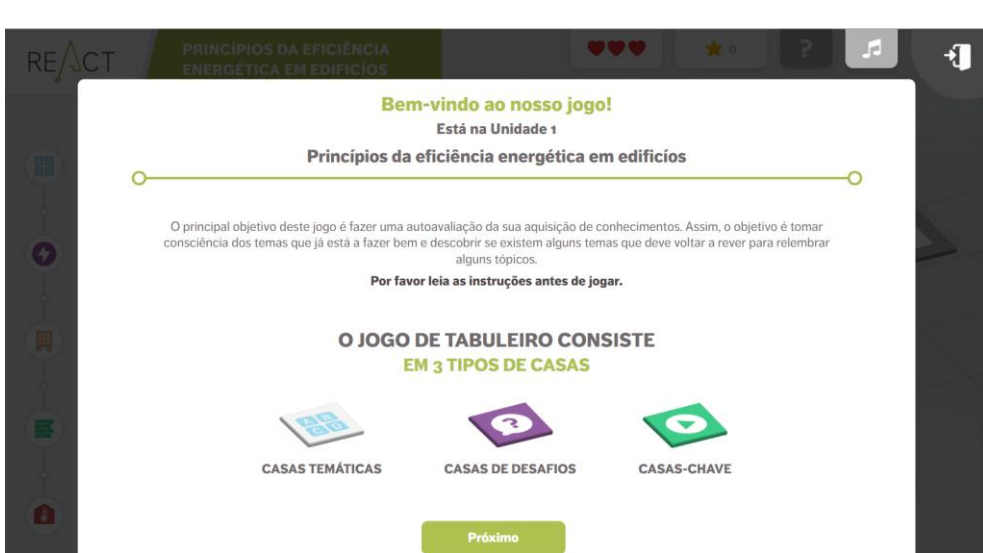 REACT
PRINCÍPIOS DA EFICIÊNCIA
ENERGÉTICA EM EDIFICÍOS
0
?
Bem-vindo ao nosso jogo!
Está na Unidade 1
Princípios da eficiência energética em edificíos
O principal objetivo deste jogo é fazer uma autoavaliação da sua aquisição de conhecimentos. Assim, o objetivo é tomar
consciência dos temas que já está a fazer bem e descobrir se existem alguns temas que deve voltar a rever para relembrar
alguns tópicos.
Por favor leia as instruções antes de jogar.
O JOGO DE TABULEIRO CONSISTE
EM 3 TIPOS DE CASAS
A B
C D
?
CASAS TEMÁTICAS
CASAS DE DESAFIOS
CASAS-CHAVE
Próximo